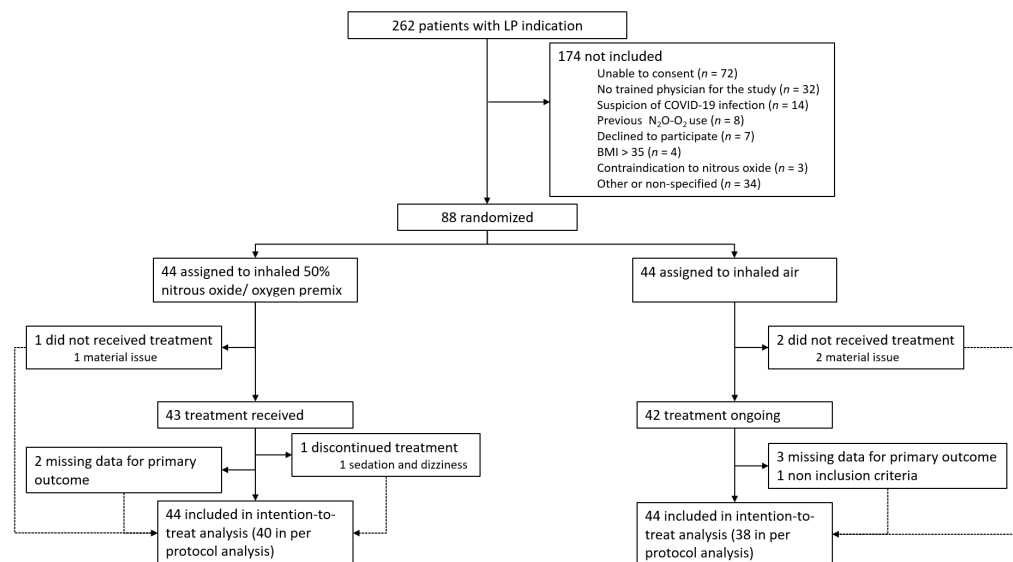 262 patients with LP indication
174 not included
Unable to consent (n = 72)
No trained physician for the study (n = 32)
Suspicion of COVID-19 infection (n = 14)
Previous N₂O-O₂ use (n = 8)
Declined to participate (n = 7)
BMI > 35 (n = 4)
Contraindication to nitrous oxide (n = 3)
Other or non-specified (n = 34)
88 randomized
44 assigned to inhaled 50%
nitrous oxide/ oxygen premix
44 assigned to inhaled air
1 did not received treatment
1 material issue
2 did not received treatment
2 material issue
43 treatment received
42 treatment ongoing
1 discontinued treatment
1 sedation and dizziness
2 missing data for primary
outcome
3 missing data for primary outcome
1 non inclusion criteria
44 included in intention-to-
treat analysis (40 in per
protocol analysis)
44 included in intention-to-
treat analysis (38 in per
protocol analysis)